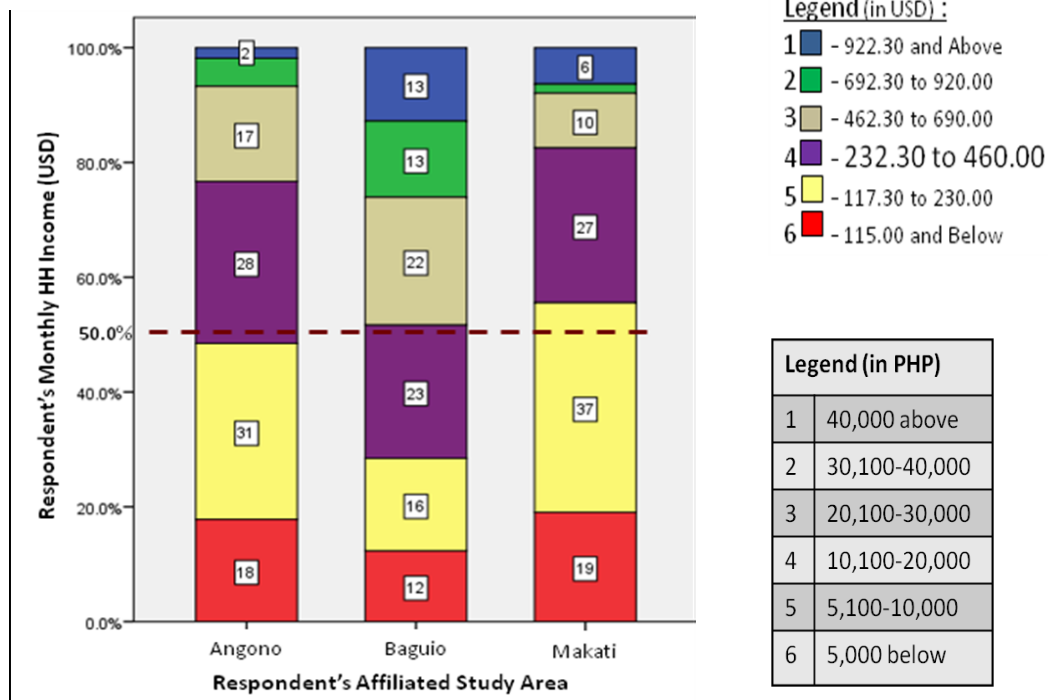 Respondent's Monthly HH Income (USD)
100.0%
80.0%
60.0%
50.0%
40.0%
20.0%
0.0%
2
17
28
31
18
13
13
22
23
16
12
6
10
27
37
19
Angono Baguio Makati
Respondent's Affiliated Study Area
Legend (in USD) :
1 - 922.30 and Above
2 - 692.30 to 920.00
3 - 462.30 to 690.00
4 - 232.30 to 460.00
5 - 117.30 to 230.00
6 - 115.00 and Below
Legend (in PHP)
1 40,000 above
2 30,100-40,000
3 20,100-30,000
4 10,100-20,000
5 5,100-10,000
6 5,000 below